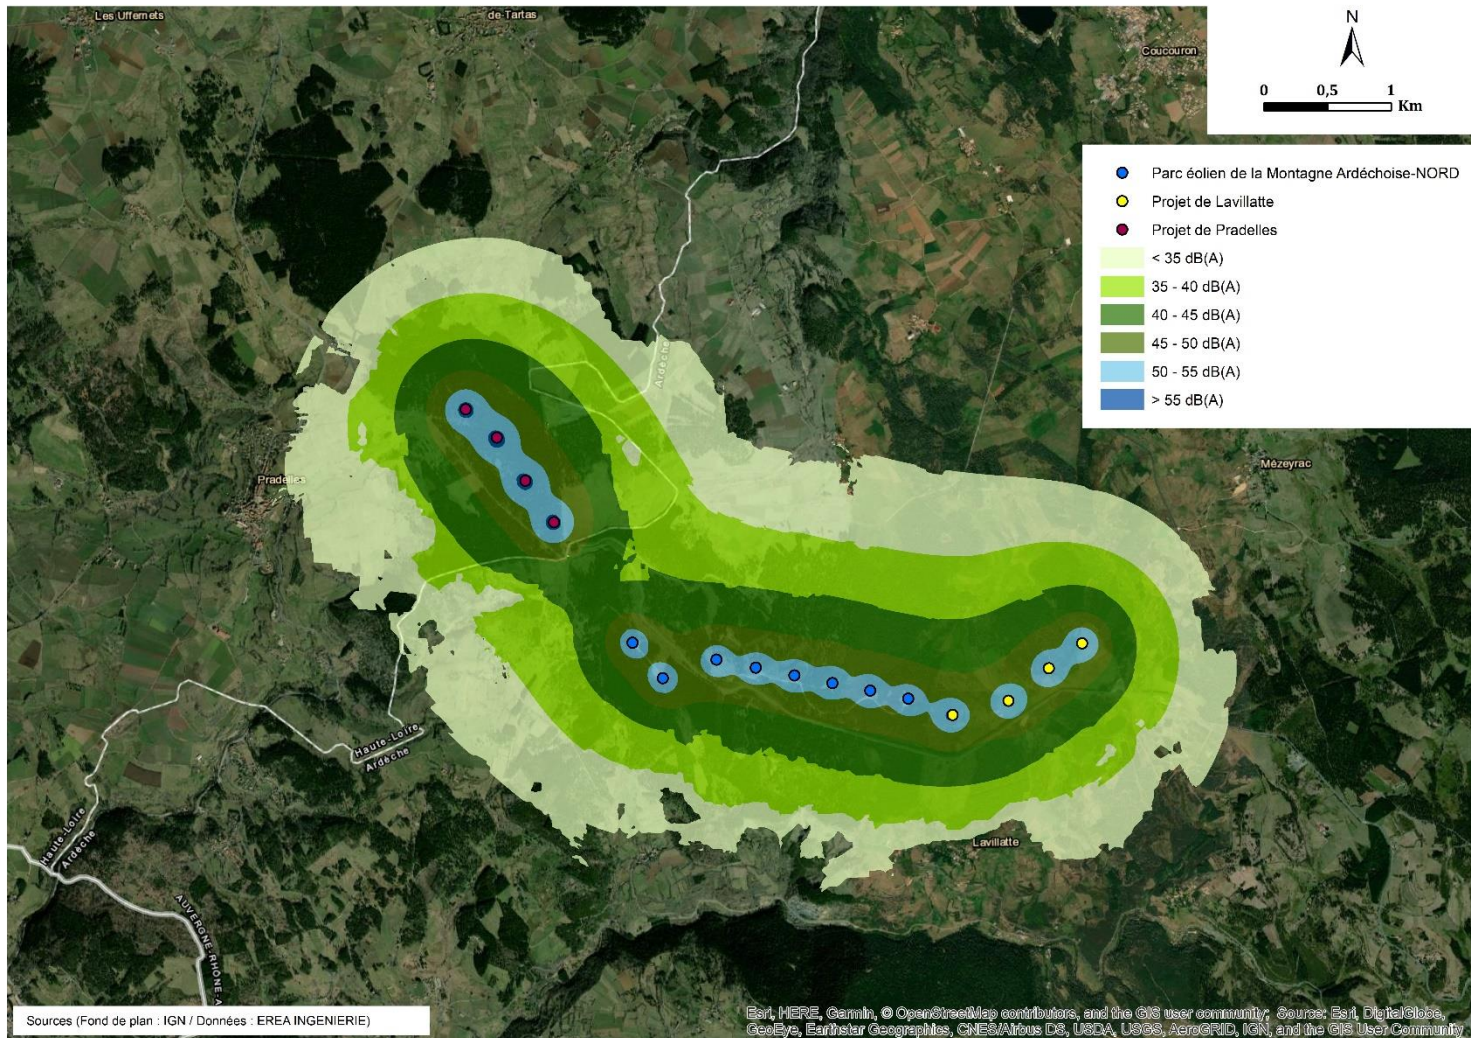 Les Uffernets
de Tartas
Coucouron
N
0 0,5 1
Km
Parc éolien de la Montagne Ardéchoise-NORD
Projet de Lavillatte
Projet de Pradelles
< 35 dB(A)
35 - 40 dB(A)
40 - 45 dB(A)
45 - 50 dB(A)
50 - 55 dB(A)
> 55 dB(A)
Ardèche
Mézeyrac
Pradelles
Haute-Loire
Ardèche
Haute-Loire
Ardèche
Lavillatte
AUVERGNE-RHÔNE-A
Sources (Fond de plan : IGN / Données : EREA INGENIERIE)
Esri, HERE, Garmin, © OpenStreetMap contributors, and the GIS user community; Source: Esri, DigitalGlobe,
GeoEye, Earthstar Geographics, CNES/Airbus DS, USDA, USGS, AeroGRID, IGN, and the GIS User Community